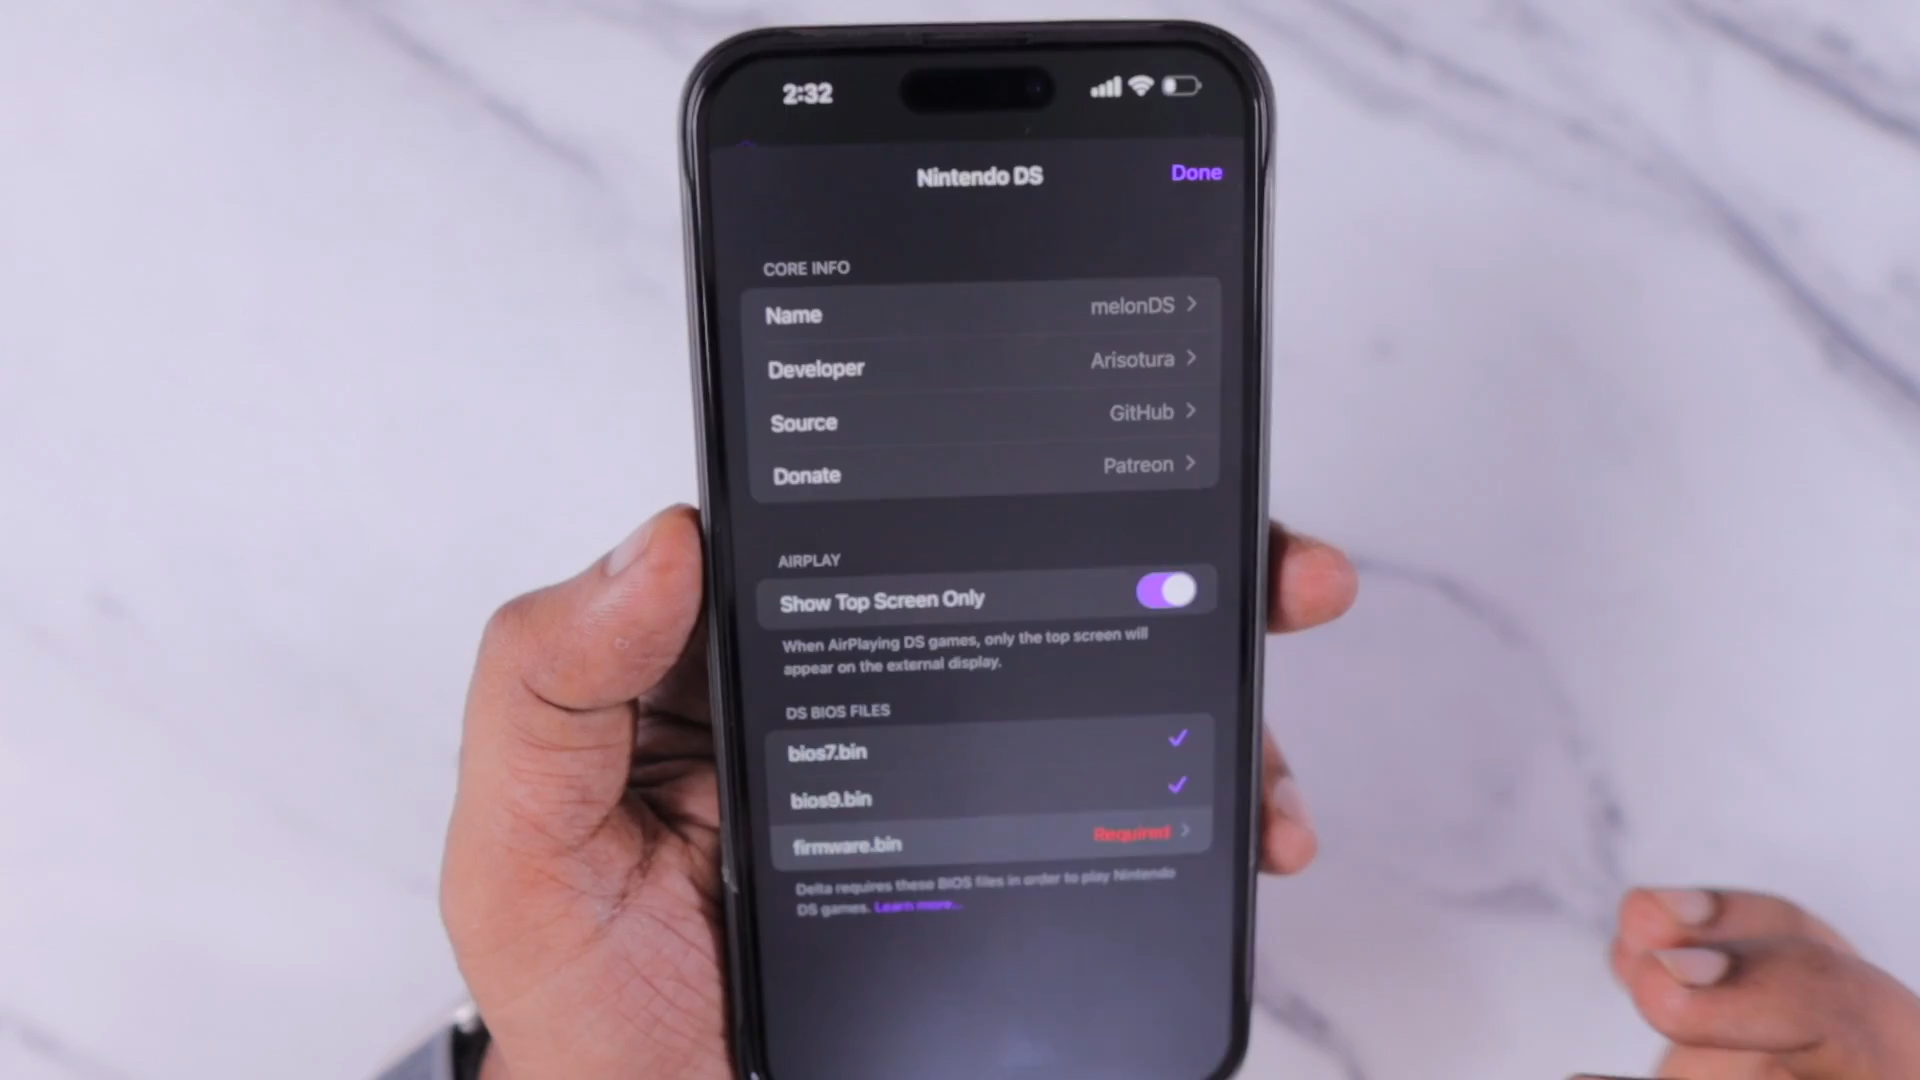 2:32
Nintendo DS
Done
CORE INFO
Name
melonDS
Developer
Arisotura
Source
GitHub
Donate
Patreon
AIRPLAY
Show Top Screen Only
When AirPlaying DS games, only the top screen will
appear on the external display.
DS BIOS FILES
bios7.bin
bios9.bin
firmware.bin
Required
Delta requires these BIOS files in order to play Nintendo
DS games. Learn more...